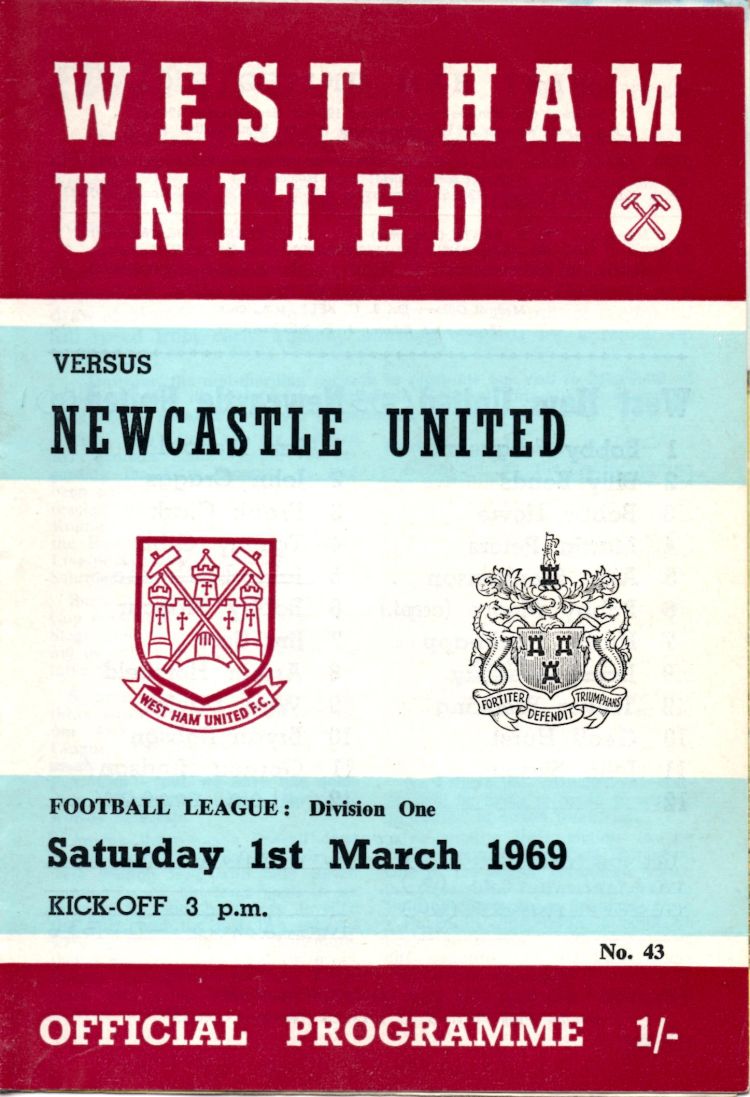 WEST HAM
UNITED
VERSUS
NEWCASTLE UNITED
WEST HAM UNITED F.C.
FORTITER DEFENDIT TRIUMPHANS
FOOTBALL LEAGUE: Division One
Saturday 1st March 1969
KICK-OFF 3 p.m.
No. 43
OFFICIAL PROGRAMME 1/-